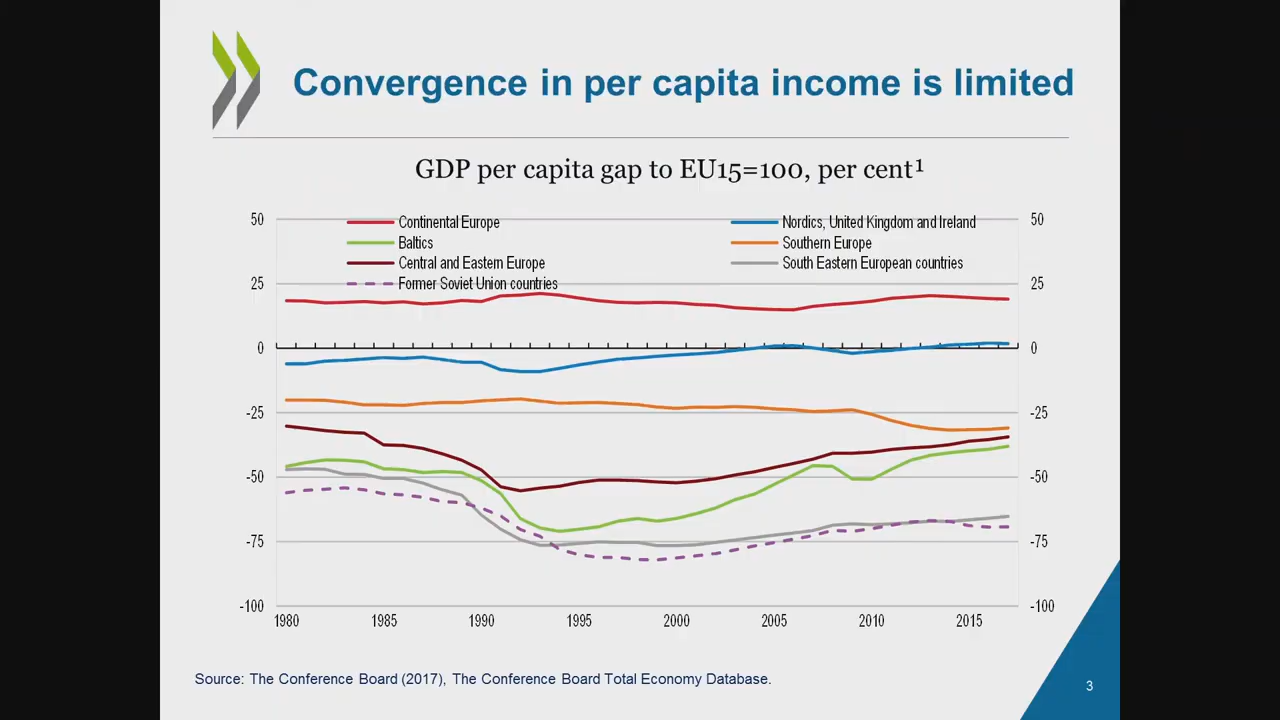 Convergence in per capita income is limited
GDP per capita gap to EU15=100, per cent¹
50
50
Continental Europe
Nordics, United Kingdom and Ireland
Baltics
Southern Europe
Central and Eastern Europe
South Eastern European countries
25
Former Soviet Union countries
25
0
0
-25
-25
-50
-50
-75
-75
-100
-100
1980 1985 1990 1995 2000 2005 2010 2015
Source: The Conference Board (2017), The Conference Board Total Economy Database.
3